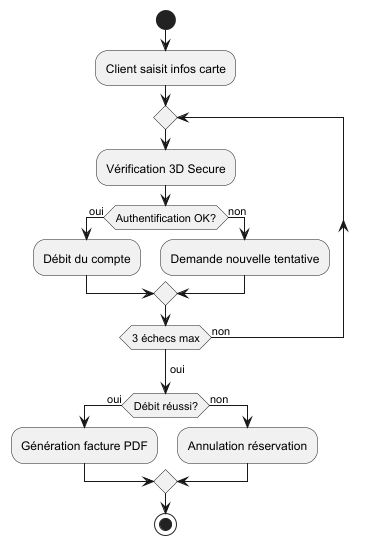 Client saisit infos carte
Vérification 3D Secure
oui
Authentification OK?
non
Débit du compte
Demande nouvelle tentative
3 échecs max
non
oui
oui
Débit réussi?
non
Génération facture PDF
Annulation réservation